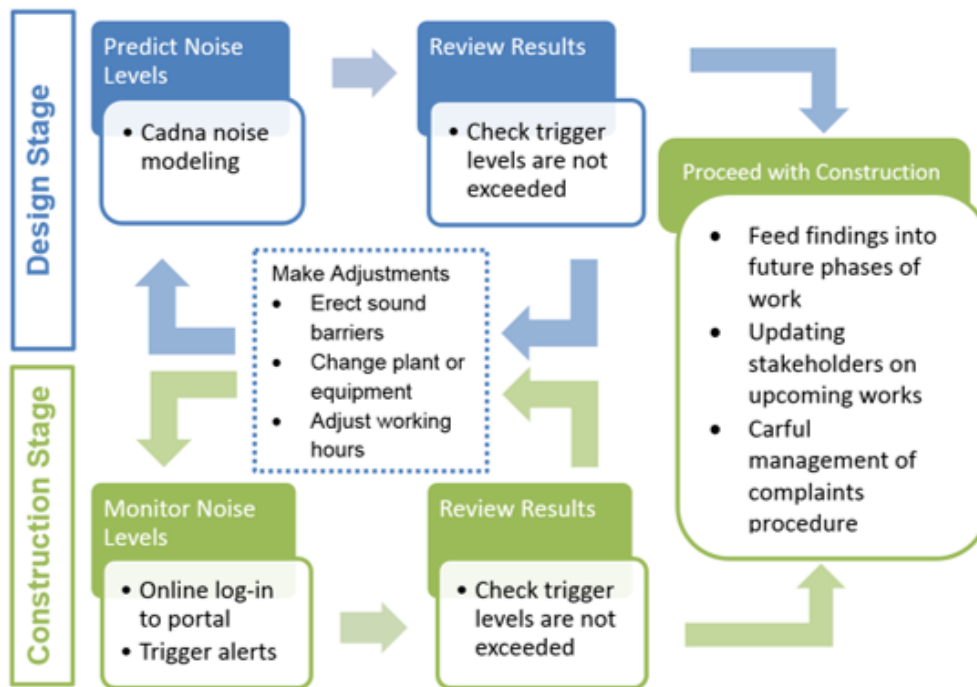 Design Stage
Predict Noise
Levels
• Cadna noise
modeling
Review Results
• Check trigger
levels are not
exceeded
Proceed with Construction
• Feed findings into
future phases of
work
• Updating
stakeholders on
upcoming works
• Carful
management of
complaints
procedure
Make Adjustments
• Erect sound
barriers
• Change plant or
equipment
• Adjust working
hours
Construction Stage
Monitor Noise
Levels
• Online log-in
to portal
• Trigger alerts
Review Results
• Check trigger
levels are not
exceeded